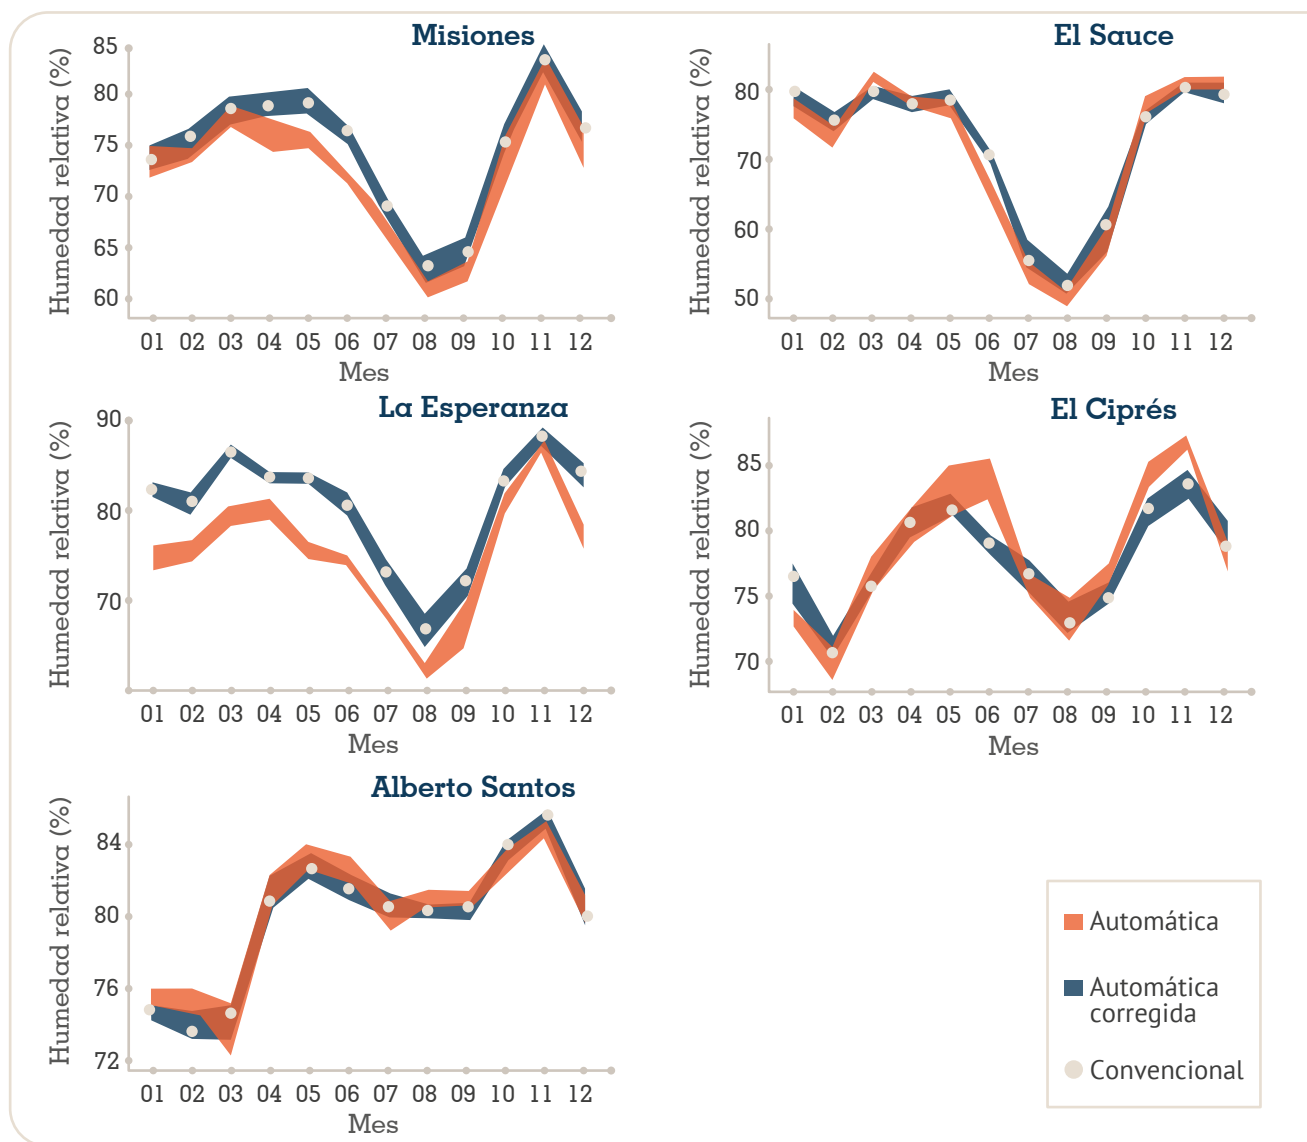 Misiones
Humedad relativa (%)
85
80
75
70
65
60
01 02 03 04 05 06 07 08 09 10 11 12
Mes
El Sauce
Humedad relativa (%)
80
70
60
50
01 02 03 04 05 06 07 08 09 10 11 12
Mes
La Esperanza
Humedad relativa (%)
90
80
70
01 02 03 04 05 06 07 08 09 10 11 12
Mes
El Ciprés
Humedad relativa (%)
85
80
75
70
01 02 03 04 05 06 07 08 09 10 11 12
Mes
Alberto Santos
Humedad relativa (%)
84
80
76
72
01 02 03 04 05 06 07 08 09 10 11 12
Mes
Automática
Automática
corregida
Convencional